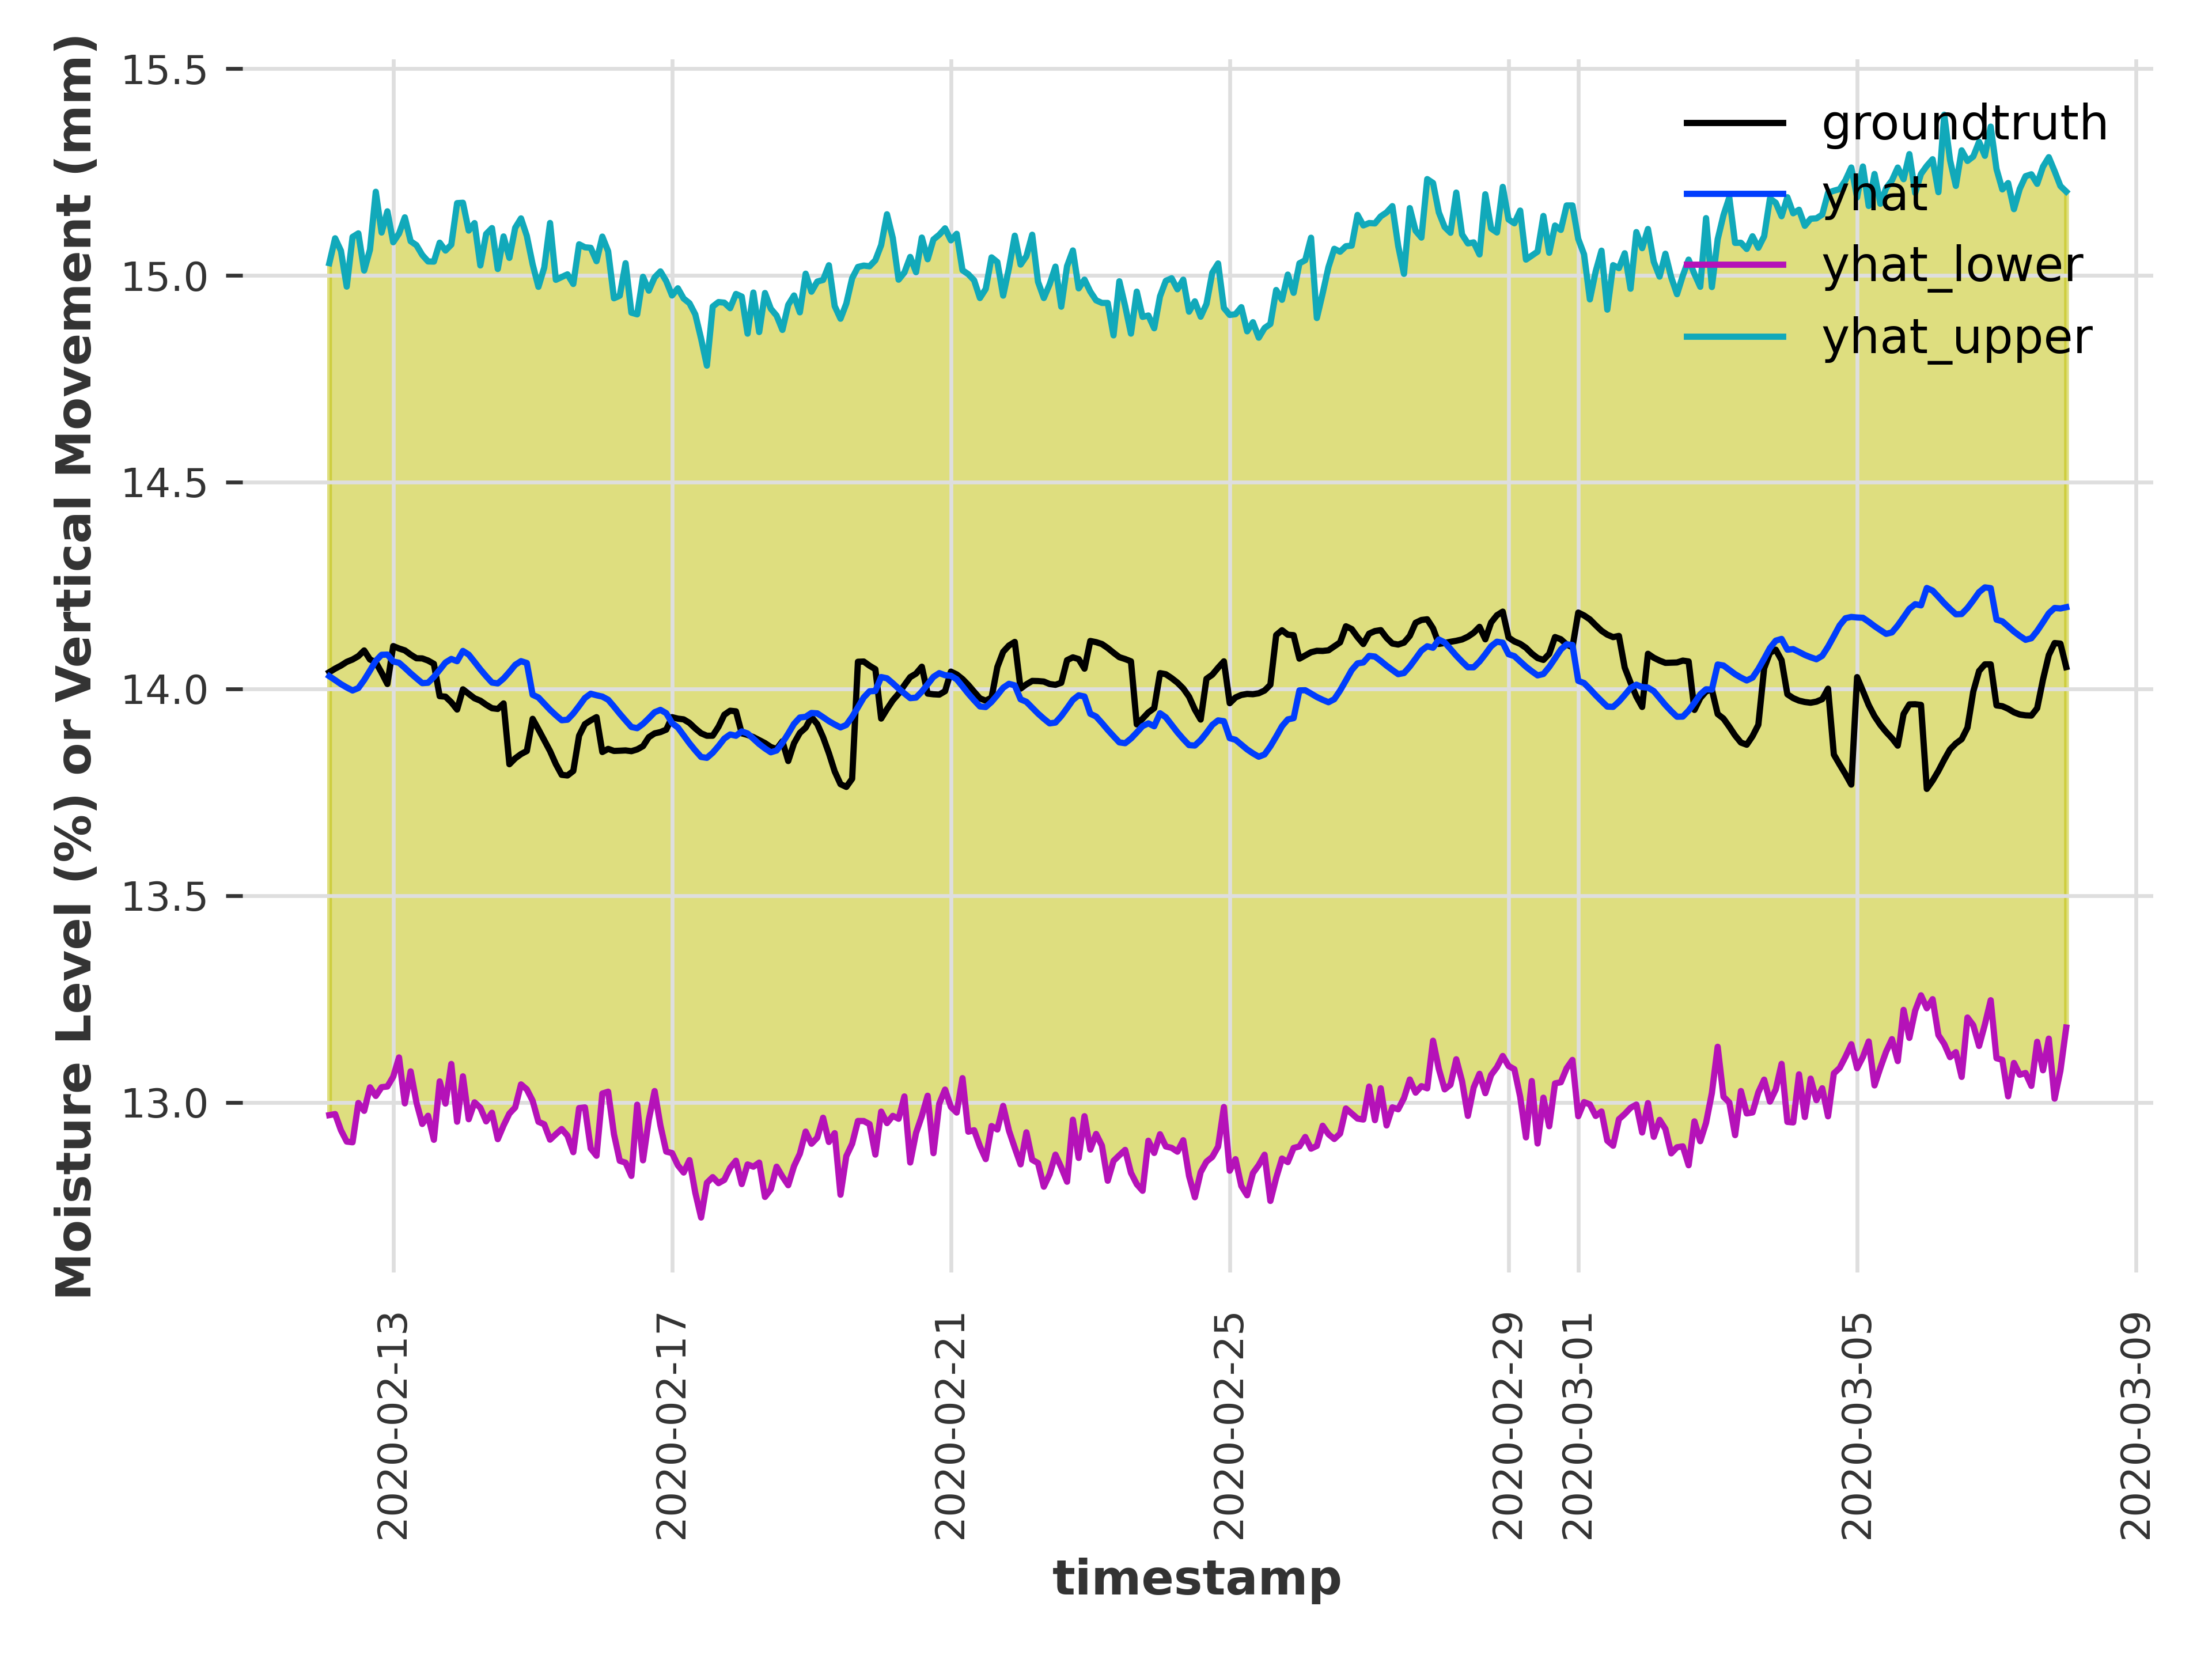 Moisture Level (%) or Vertical Movement (mm)
15.5
15.0
14.5
14.0
13.5
13.0
groundtruth
yhat
yhat_lower
yhat_upper
2020-02-13
2020-02-17
2020-02-21
2020-02-25
2020-02-29
2020-03-01
2020-03-05
2020-03-09
timestamp